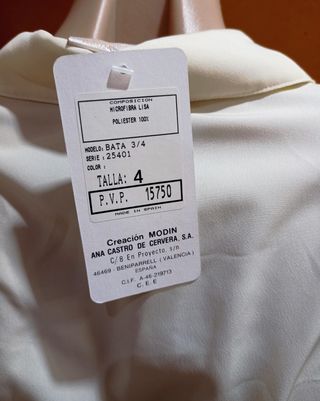 COMPOSICION
MICROFIBRA LISA
POLIESTER 100%
MODELO: BATA 3/4
SERIE : 25401
COLOR :
TALLA: 4
P.V.P. 15750
MADE IN SPAIN
Creación MODIN
ANA CASTRO DE CERVERA, S.A.
C/B En Proyecto, s/n
46469 - BENIPARRELL ( VALENCIA )
ESPAÑA
C.I.F. A-46-219713
C. E. E